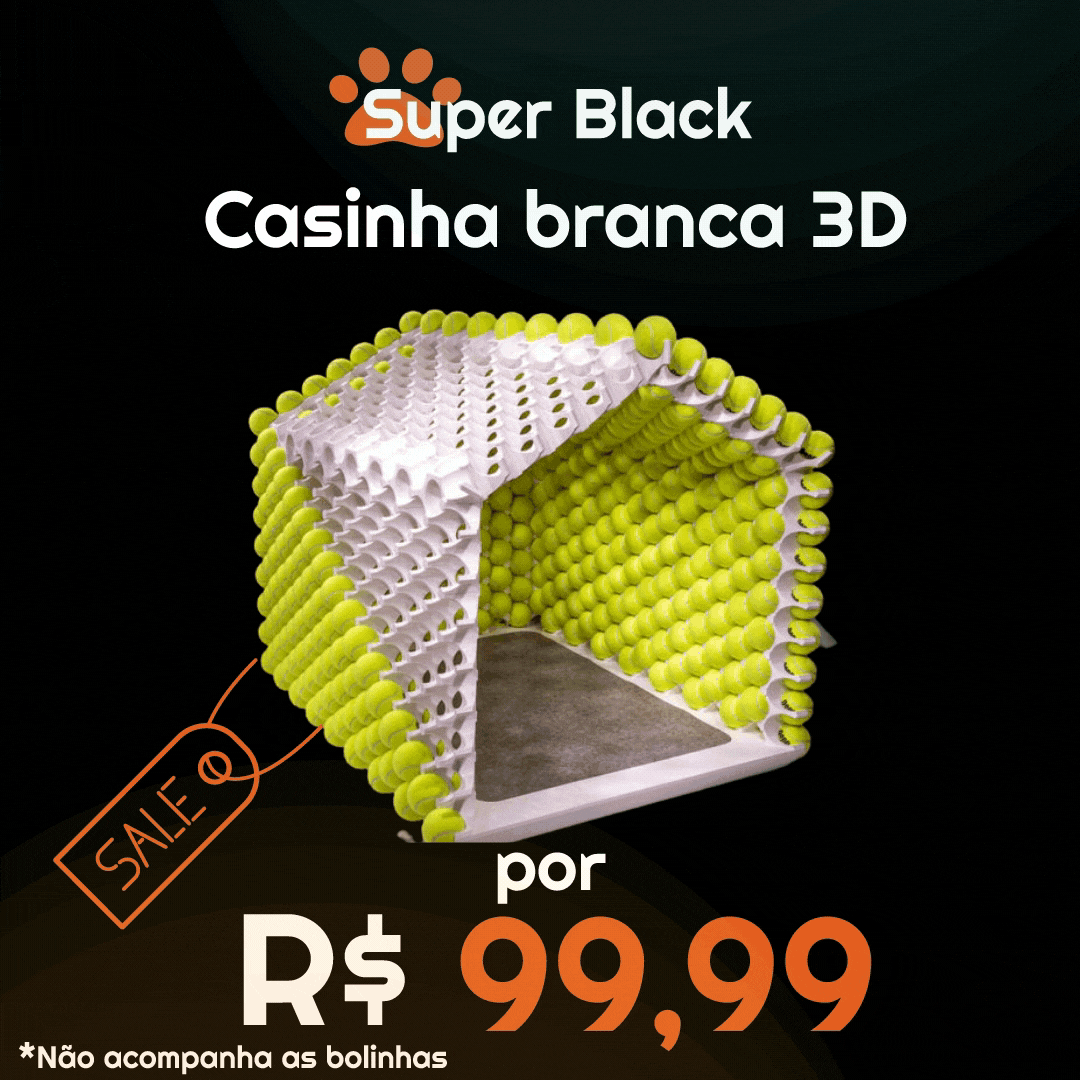 Super Black
Casinha branca 3D
SALE
por
R$ 99,99
*Não acompanha as bolinhas